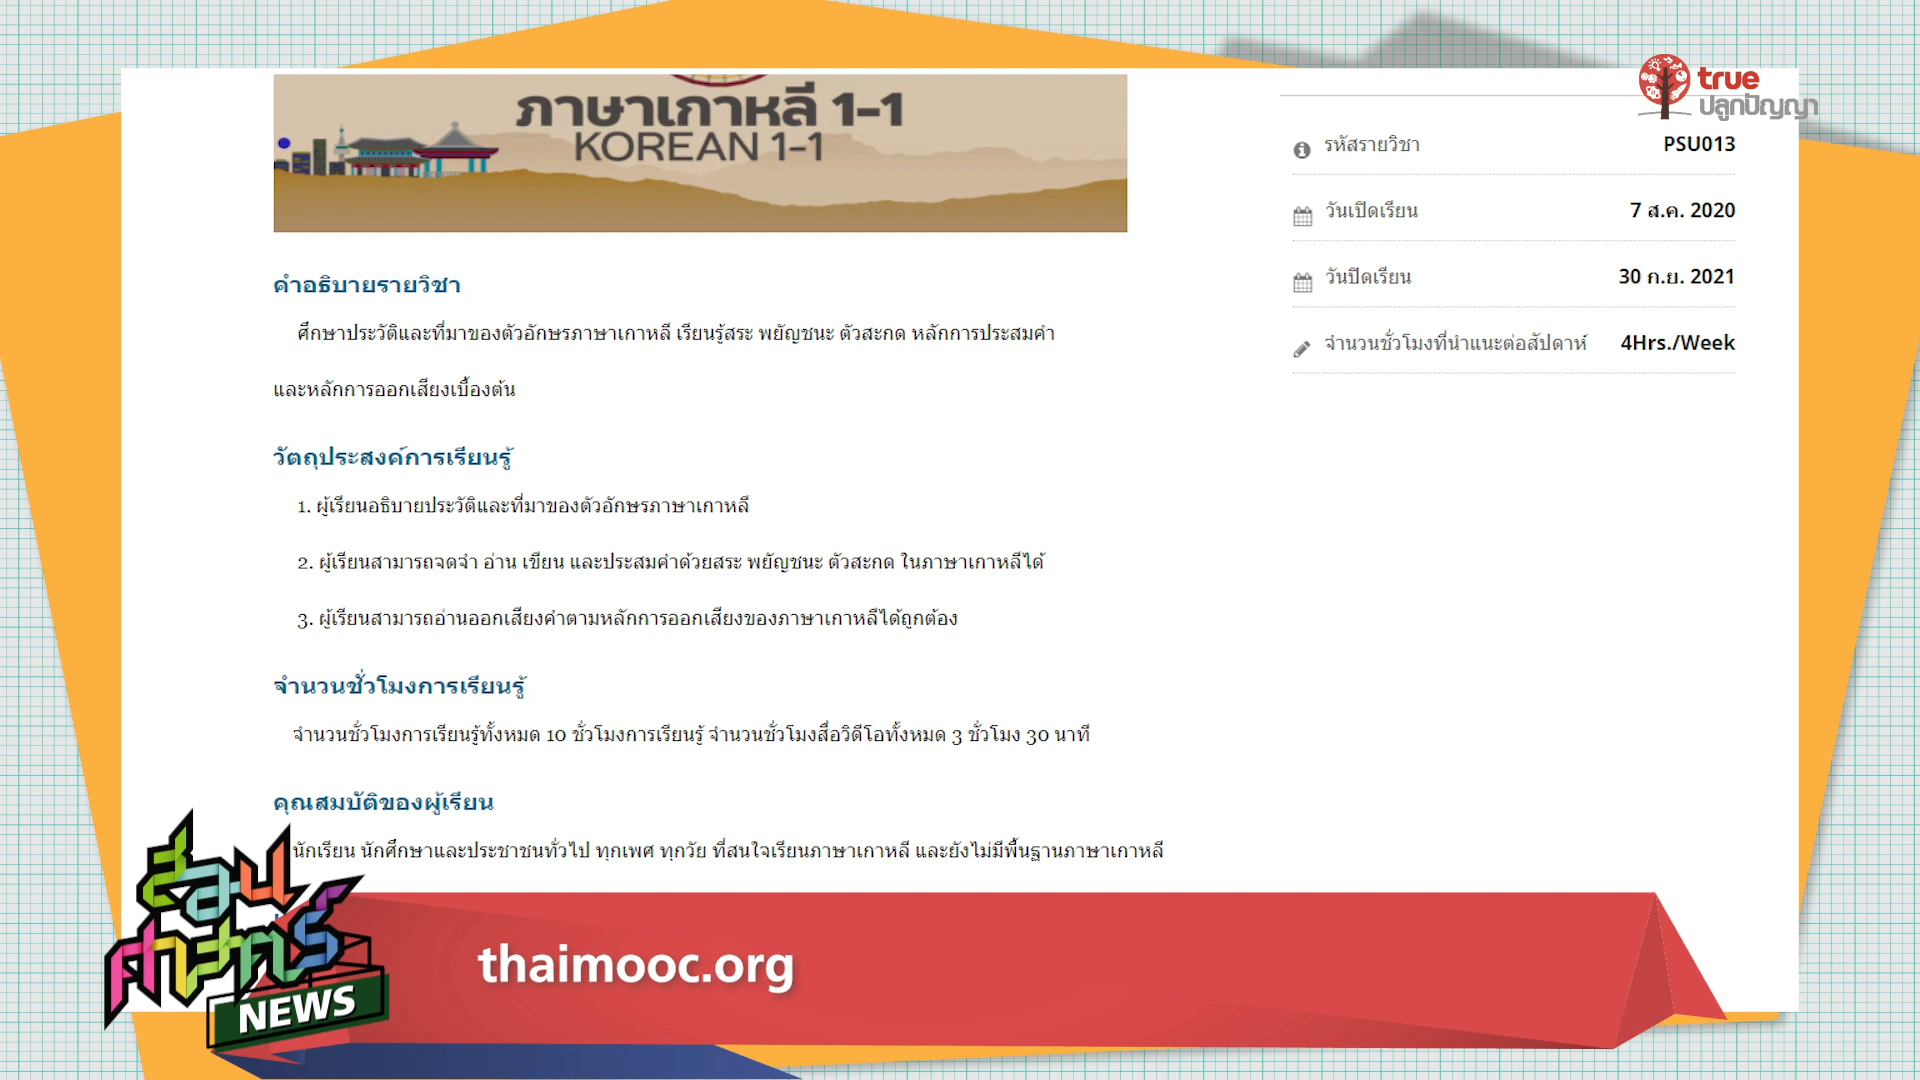 true
ปลูกปัญญา
ภาษาเกาหลี 1-1
KOREAN 1-1
รหัสรายวิชา PSU013
วันเปิดเรียน 7 ส.ค. 2020
วันปิดเรียน 30 ก.ย. 2021
จำนวนชั่วโมงที่นำแนะต่อสัปดาห์ 4Hrs./Week
คำอธิบายรายวิชา
ศึกษาประวัติและที่มาของตัวอักษรภาษาเกาหลี เรียนรู้สระ พยัญชนะ ตัวสะกด หลักการประสมคำ
และหลักการออกเสียงเบื้องต้น
วัตถุประสงค์การเรียนรู้
1. ผู้เรียนอธิบายประวัติและที่มาของตัวอักษรภาษาเกาหลี
2. ผู้เรียนสามารถจดจำ อ่าน เขียน และประสมคำด้วยสระ พยัญชนะ ตัวสะกด ในภาษาเกาหลีได้
3. ผู้เรียนสามารถอ่านออกเสียงคำตามหลักการออกเสียงของภาษาเกาหลีได้ถูกต้อง
จำนวนชั่วโมงการเรียนรู้
จำนวนชั่วโมงการเรียนรู้ทั้งหมด 10 ชั่วโมงการเรียนรู้ จำนวนชั่วโมงสื่อวิดีโอทั้งหมด 3 ชั่วโมง 30 นาที
คุณสมบัติของผู้เรียน
นักเรียน นักศึกษาและประชาชนทั่วไป ทุกเพศ ทุกวัย ที่สนใจเรียนภาษาเกาหลี และยังไม่มีพื้นฐานภาษาเกาหลี
สอน
ศาสตร์
NEWS
thaimooc.org